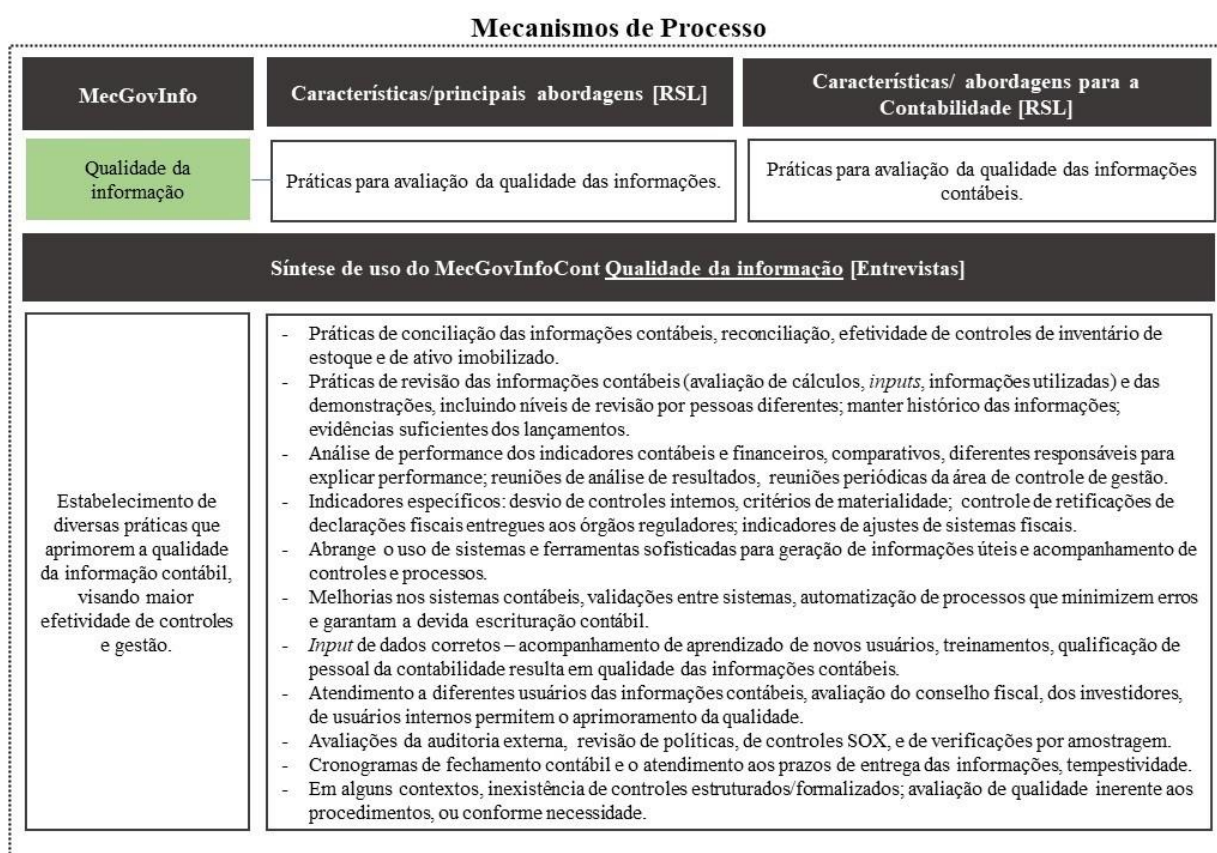 Mecanismos de Processo
MecGovInfo
Características/principais abordagens [RSL]
Características/ abordagens para a
Contabilidade [RSL]
Qualidade da
informação
Práticas para avaliação da qualidade das informações.
Práticas para avaliação da qualidade das informações
contábeis.
Síntese de uso do MecGovInfoCont Qualidade da informação [Entrevistas]
Estabelecimento de
diversas práticas que
aprimorem a qualidade
da informação contábil,
visando maior
efetividade de controles
e gestão.
- Práticas de conciliação das informações contábeis, reconciliação, efetividade de controles de inventário de
estoque e de ativo imobilizado.
- Práticas de revisão das informações contábeis (avaliação de cálculos, inputs, informações utilizadas) e das
demonstrações, incluindo níveis de revisão por pessoas diferentes; manter histórico das informações;
evidências suficientes dos lançamentos.
- Análise de performance dos indicadores contábeis e financeiros, comparativos, diferentes responsáveis para
explicar performance; reuniões de análise de resultados, reuniões periódicas da área de controle de gestão.
- Indicadores específicos: desvio de controles internos, critérios de materialidade; controle de retificações de
declarações fiscais entregues aos órgãos reguladores; indicadores de ajustes de sistemas fiscais.
- Abrange o uso de sistemas e ferramentas sofisticadas para geração de informações úteis e acompanhamento de
controles e processos.
- Melhorias nos sistemas contábeis, validações entre sistemas, automatização de processos que minimizem erros
e garantam a devida escrituração contábil.
- Input de dados corretos – acompanhamento de aprendizado de novos usuários, treinamentos, qualificação de
pessoal da contabilidade resulta em qualidade das informações contábeis.
- Atendimento a diferentes usuários das informações contábeis, avaliação do conselho fiscal, dos investidores,
de usuários internos permitem o aprimoramento da qualidade.
- Avaliações da auditoria externa, revisão de políticas, de controles SOX, e de verificações por amostragem.
- Cronogramas de fechamento contábil e o atendimento aos prazos de entrega das informações, tempestividade.
- Em alguns contextos, inexistência de controles estruturados/formalizados; avaliação de qualidade inerente aos
procedimentos, ou conforme necessidade.